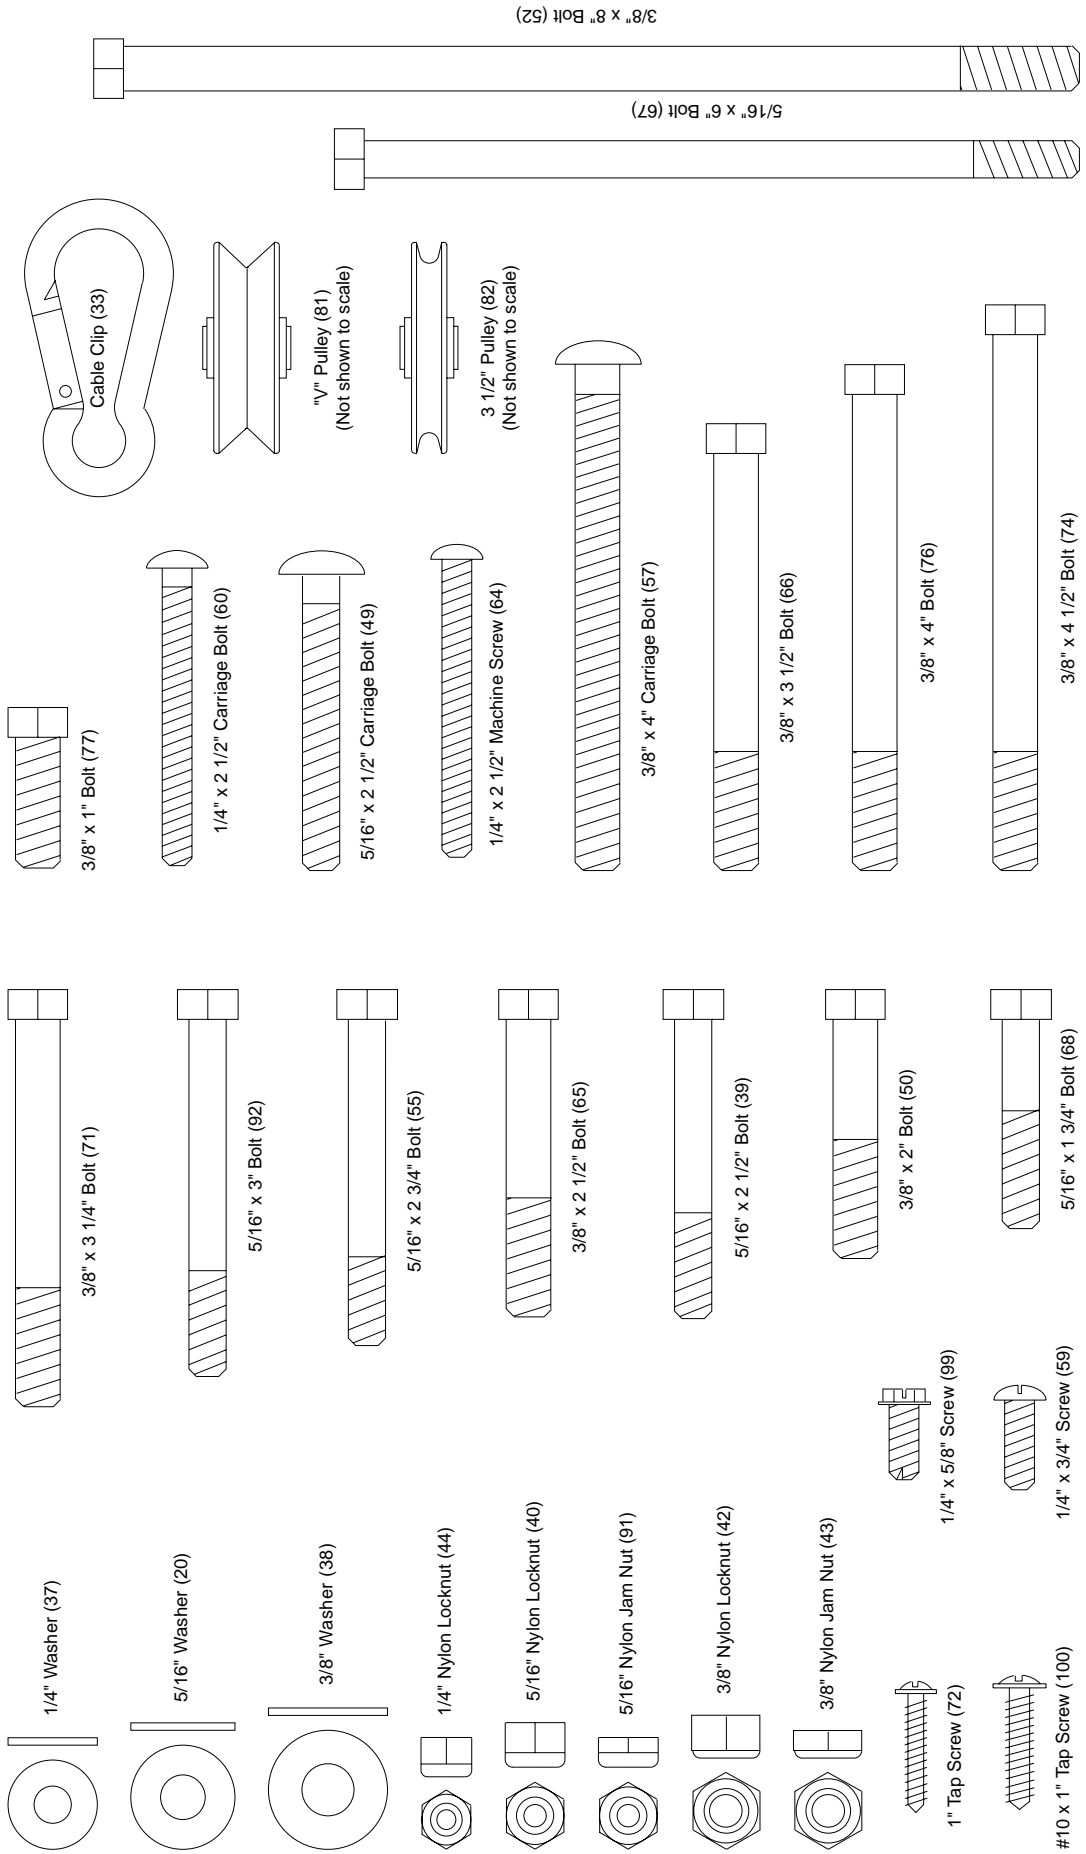 1/4" Washer (37)
5/16" Washer (20)
3/8" Washer (38)
1/4" Nylon Locknut (44)
5/16" Nylon Locknut (40)
5/16" Nylon Jam Nut (91)
3/8" Nylon Locknut (42)
3/8" Nylon Jam Nut (43)
1" Tap Screw (72)
#10 x 1" Tap Screw (100)
1/4" x 5/8" Screw (99)
1/4" x 3/4" Screw (59)
3/8" x 3 1/4" Bolt (71)
5/16" x 3" Bolt (92)
5/16" x 2 3/4" Bolt (55)
3/8" x 2 1/2" Bolt (65)
5/16" x 2 1/2" Bolt (39)
3/8" x 2" Bolt (50)
5/16" x 1 3/4" Bolt (68)
3/8" x 1" Bolt (77)
1/4" x 2 1/2" Carriage Bolt (60)
5/16" x 2 1/2" Carriage Bolt (49)
1/4" x 2 1/2" Machine Screw (64)
3/8" x 4" Carriage Bolt (57)
3/8" x 3 1/2" Bolt (66)
3/8" x 4" Bolt (76)
3/8" x 4 1/2" Bolt (74)
Cable Clip (33)
"V" Pulley (81)
(Not shown to scale)
3 1/2" Pulley (82)
(Not shown to scale)
5/16" x 6" Bolt (67)
3/8" x 8" Bolt (52)